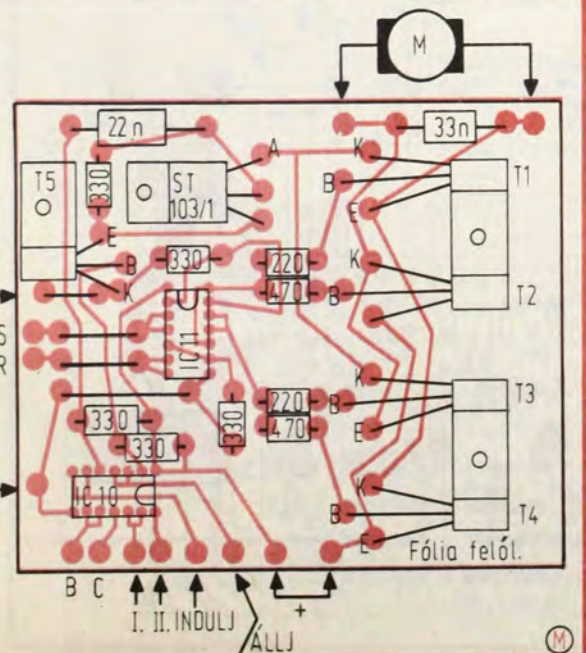 M
22n
33n
T5
330
ST
103/1
A
K
T1
B
E
E
B
K
330
220
470
K
B
T2
S
R
IC11
K
T3
220
470
B
E
330
330
330
IC10
K
B
T4
E
Fólia felől.
B C
I. II. INDULJ
ÁLLJ
+
M